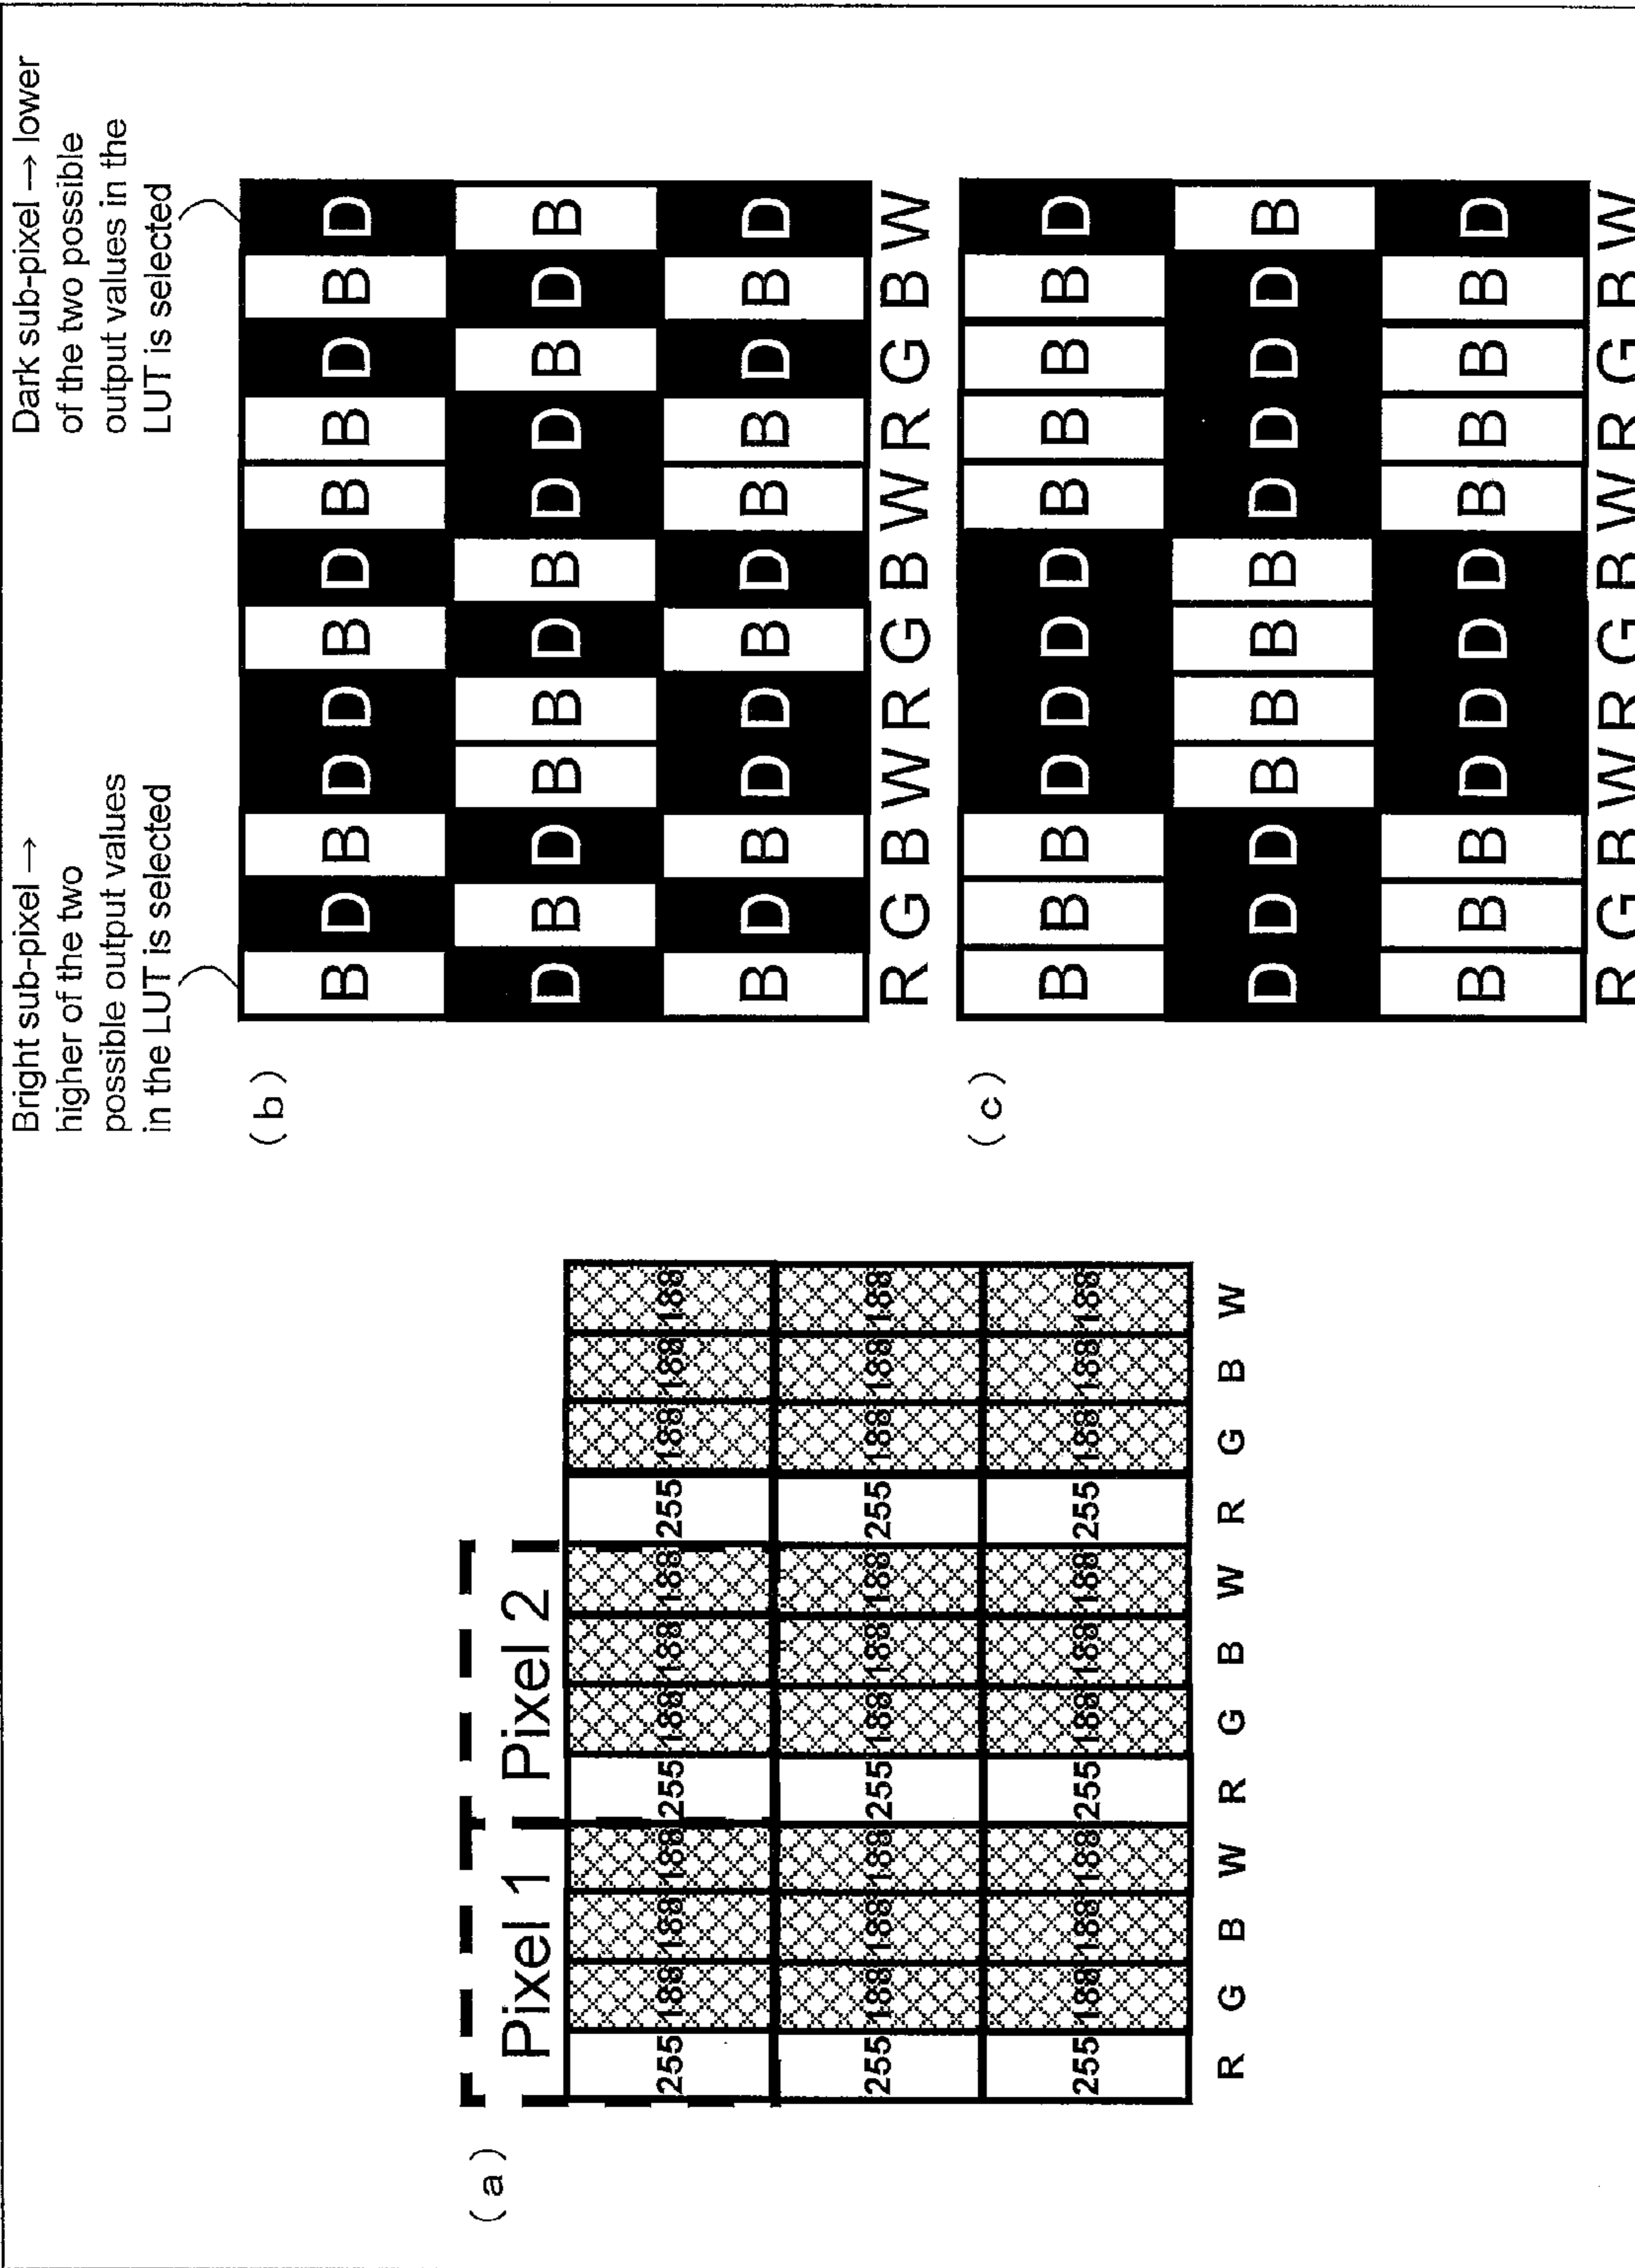 (a)
Pixel 1 Pixel 2
255 188 188 188 255 188 188 188 255 188 188 188
255 188 188 188 255 188 188 188 255 188 188 188
255 188 188 188 255 188 188 188 255 188 188 188
R G B W R G B W R G B W
Bright sub-pixel →
higher of the two
possible output values
in the LUT is selected
Dark sub-pixel → lower
of the two possible
output values in the
LUT is selected
(b)
B D B D D B D B B D B D
D B D B B D B D D B D B
B D B D D B D B B D B D
R G B W R G B W R G B W
(c)
B B B D D D D B B B B D
D D D B B B B D D D D B
B B B D D D D B B B B D
R G B W R G B W R G B W